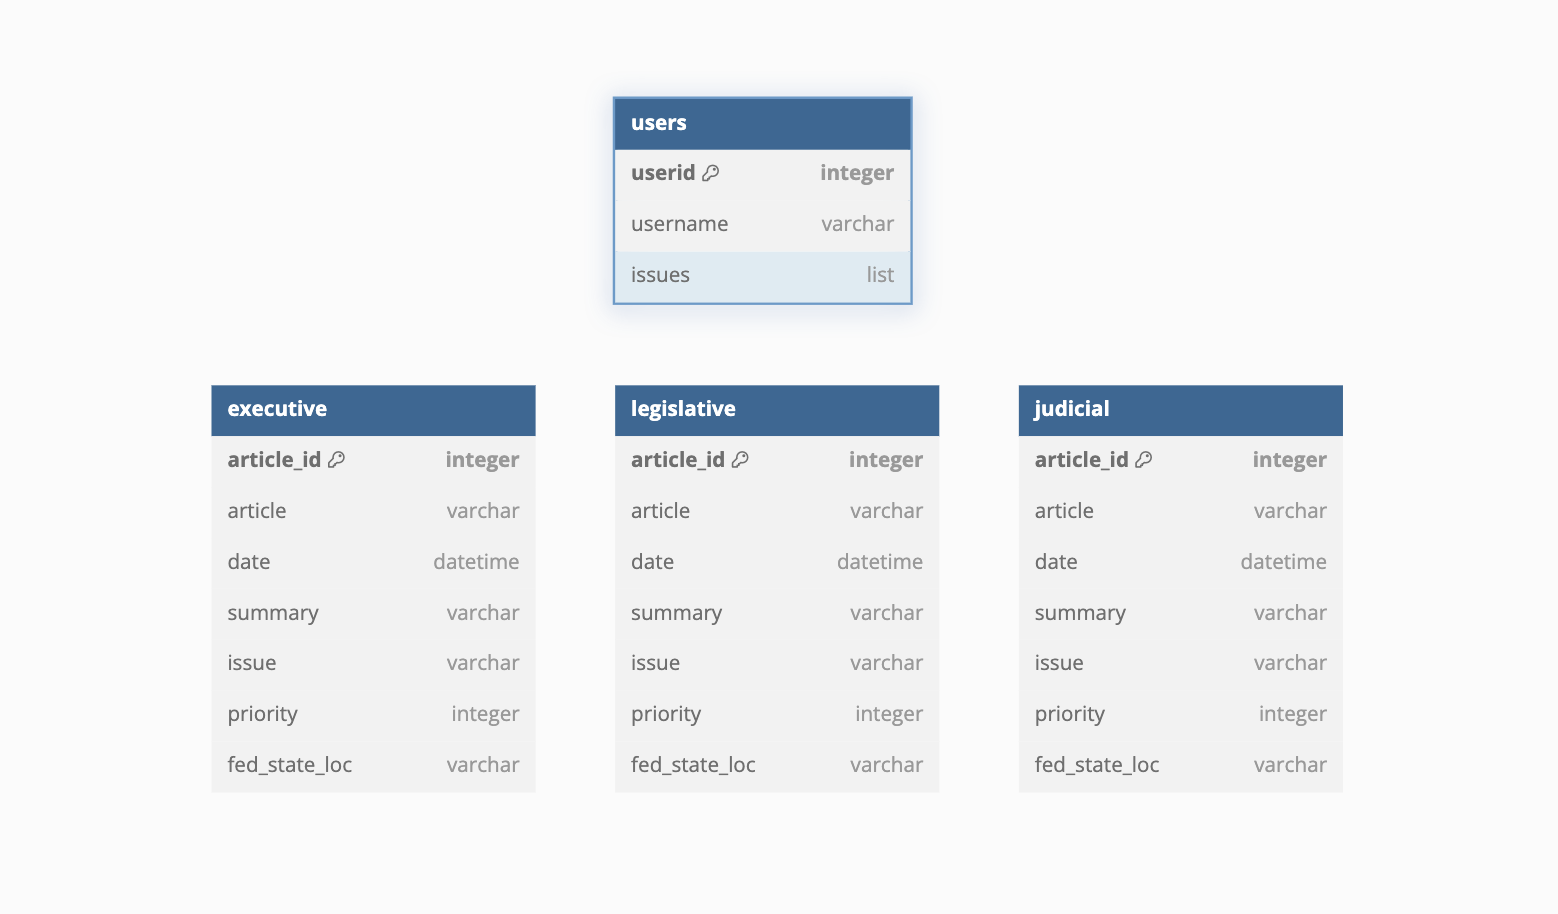 users
userid integer
username varchar
issues list
executive
article_id integer
article varchar
date datetime
summary varchar
issue varchar
priority integer
fed_state_loc varchar
legislative
article_id integer
article varchar
date datetime
summary varchar
issue varchar
priority integer
fed_state_loc varchar
judicial
article_id integer
article varchar
date datetime
summary varchar
issue varchar
priority integer
fed_state_loc varchar